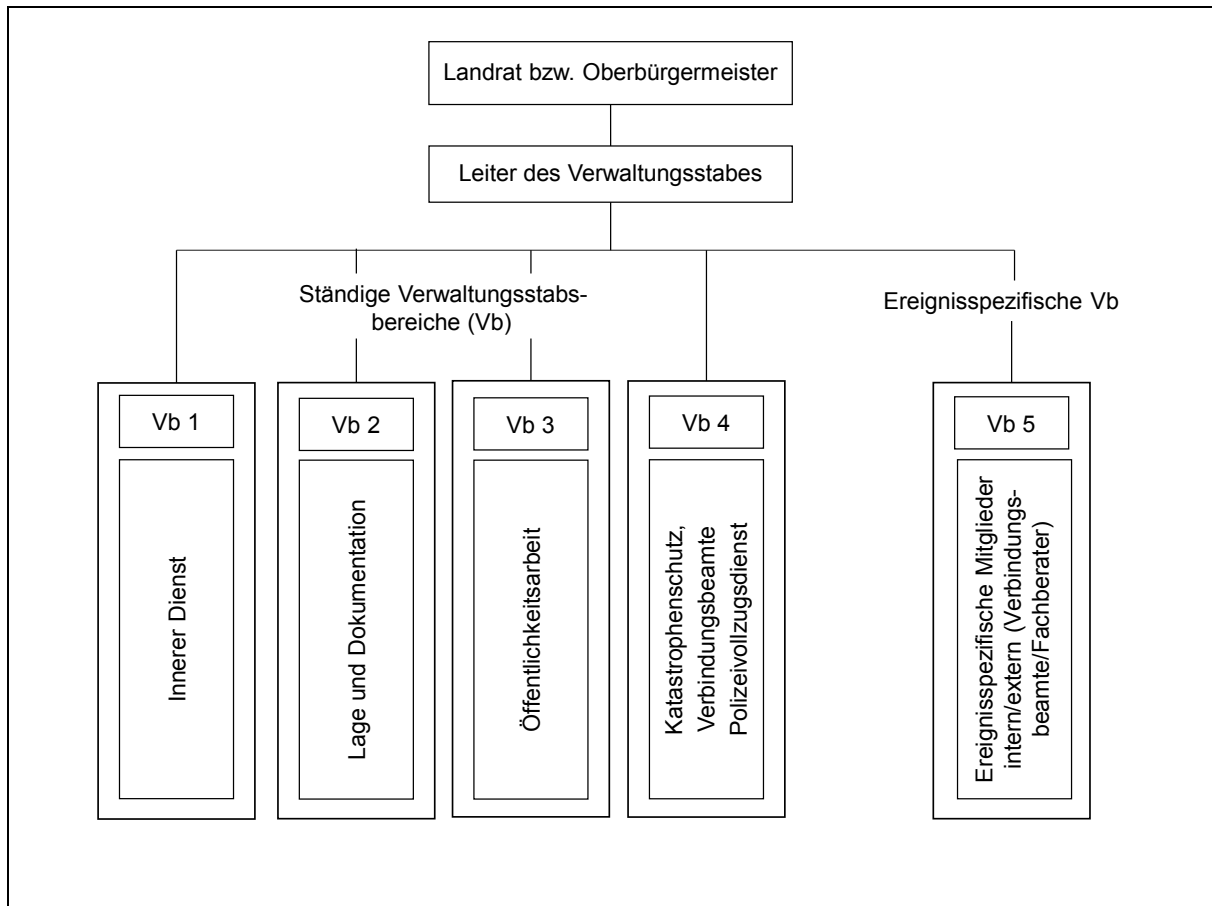 Landrat bzw. Oberbürgermeister
Leiter des Verwaltungsstabes
Ständige Verwaltungsstabs-
bereiche (Vb)
Ereignisspezifische Vb
Vb 1
Innerer Dienst
Vb 2
Lage und Dokumentation
Vb 3
Öffentlichkeitsarbeit
Vb 4
Katastrophenschutz,
Verbindungsbeamte
Polizeivollzugsdienst
Vb 5
Ereignisspezifische Mitglieder
intern/extern (Verbindungs-
beamte/Fachberater)